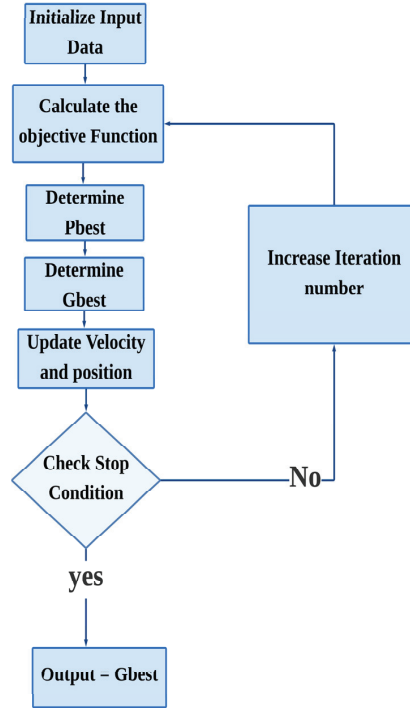 Initialize Input
Data
Calculate the
objective Function
Determine
Pbest
Determine
Gbest
Update Velocity
and position
Check Stop
Condition
No
Increase Iteration
number
yes
Output – Gbest